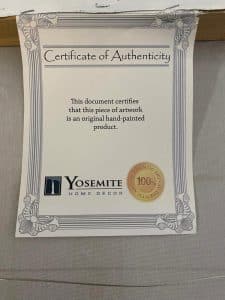 Certificate of Authenticity
This document certifies
that this piece of artwork
is an original hand-painted
product.
YOSEMITE
HOME DECOR
100%